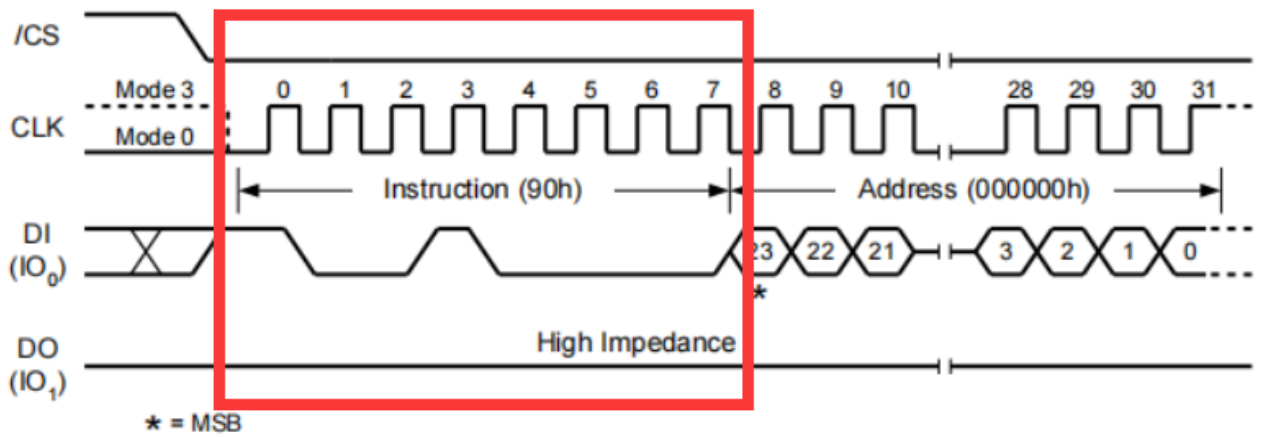 /CS
Mode 3 0 1 2 3 4 5 6 7 8 9 10 28 29 30 31
CLK
Mode 0
Instruction (90h) Address (000000h)
DI
(IO0) 23 22 21 3 2 1 0
*
High Impedance
DO
(IO1)
* = MSB